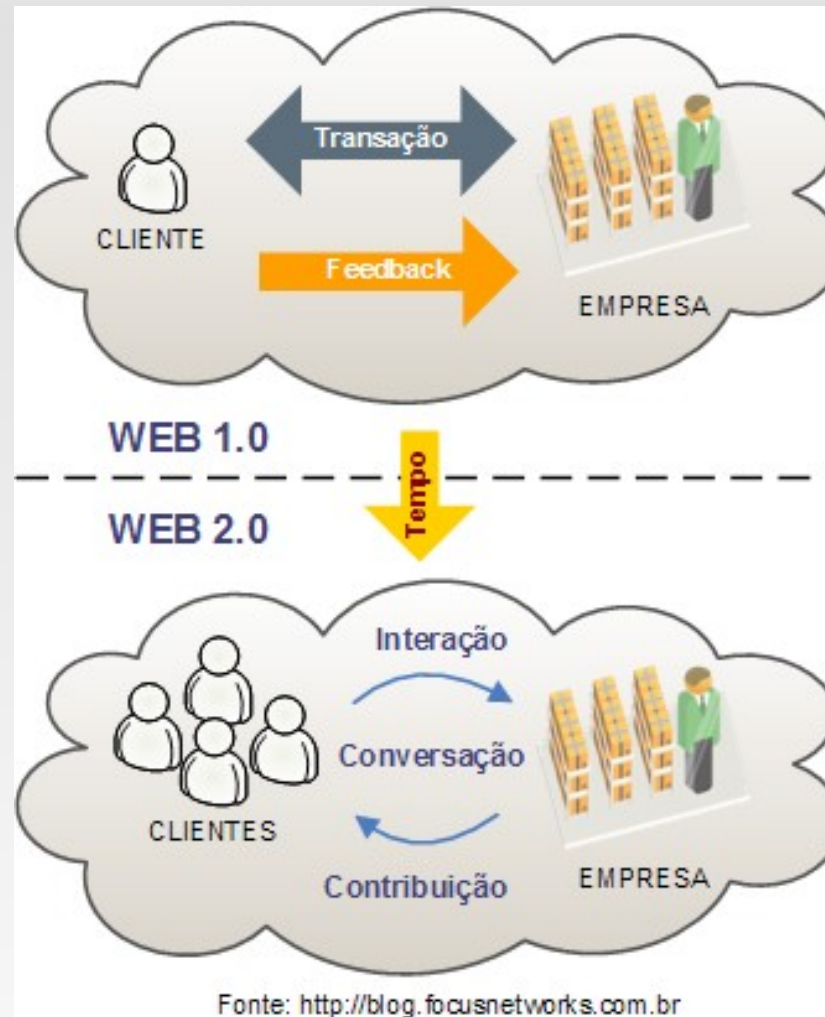 Transação
CLIENTE
Feedback
EMPRESA
WEB 1.0
Tempo
WEB 2.0
Interação
Conversação
CLIENTES
Contribuição
EMPRESA
Fonte: http://blog.focusnetworks.com.br